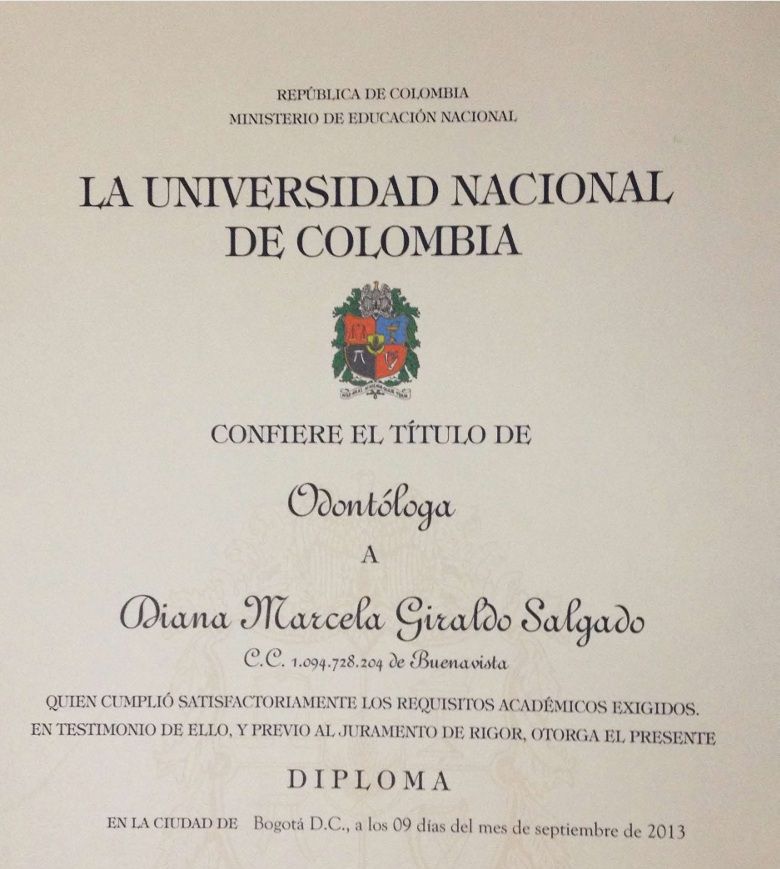 REPÚBLICA DE COLOMBIA
MINISTERIO DE EDUCACIÓN NACIONAL
LA UNIVERSIDAD NACIONAL
DE COLOMBIA
CONFIERE EL TÍTULO DE
Odontóloga
A
Diana Marcela Giraldo Salgado
C.C. 1.094.728.204 de Buenavista
QUIEN CUMPLIÓ SATISFACTORIAMENTE LOS REQUISITOS ACADÉMICOS EXIGIDOS.
EN TESTIMONIO DE ELLO, Y PREVIO AL JURAMENTO DE RIGOR, OTORGA EL PRESENTE
DIPLOMA
EN LA CIUDAD DE Bogotá D.C., a los 09 días del mes de septiembre de 2013